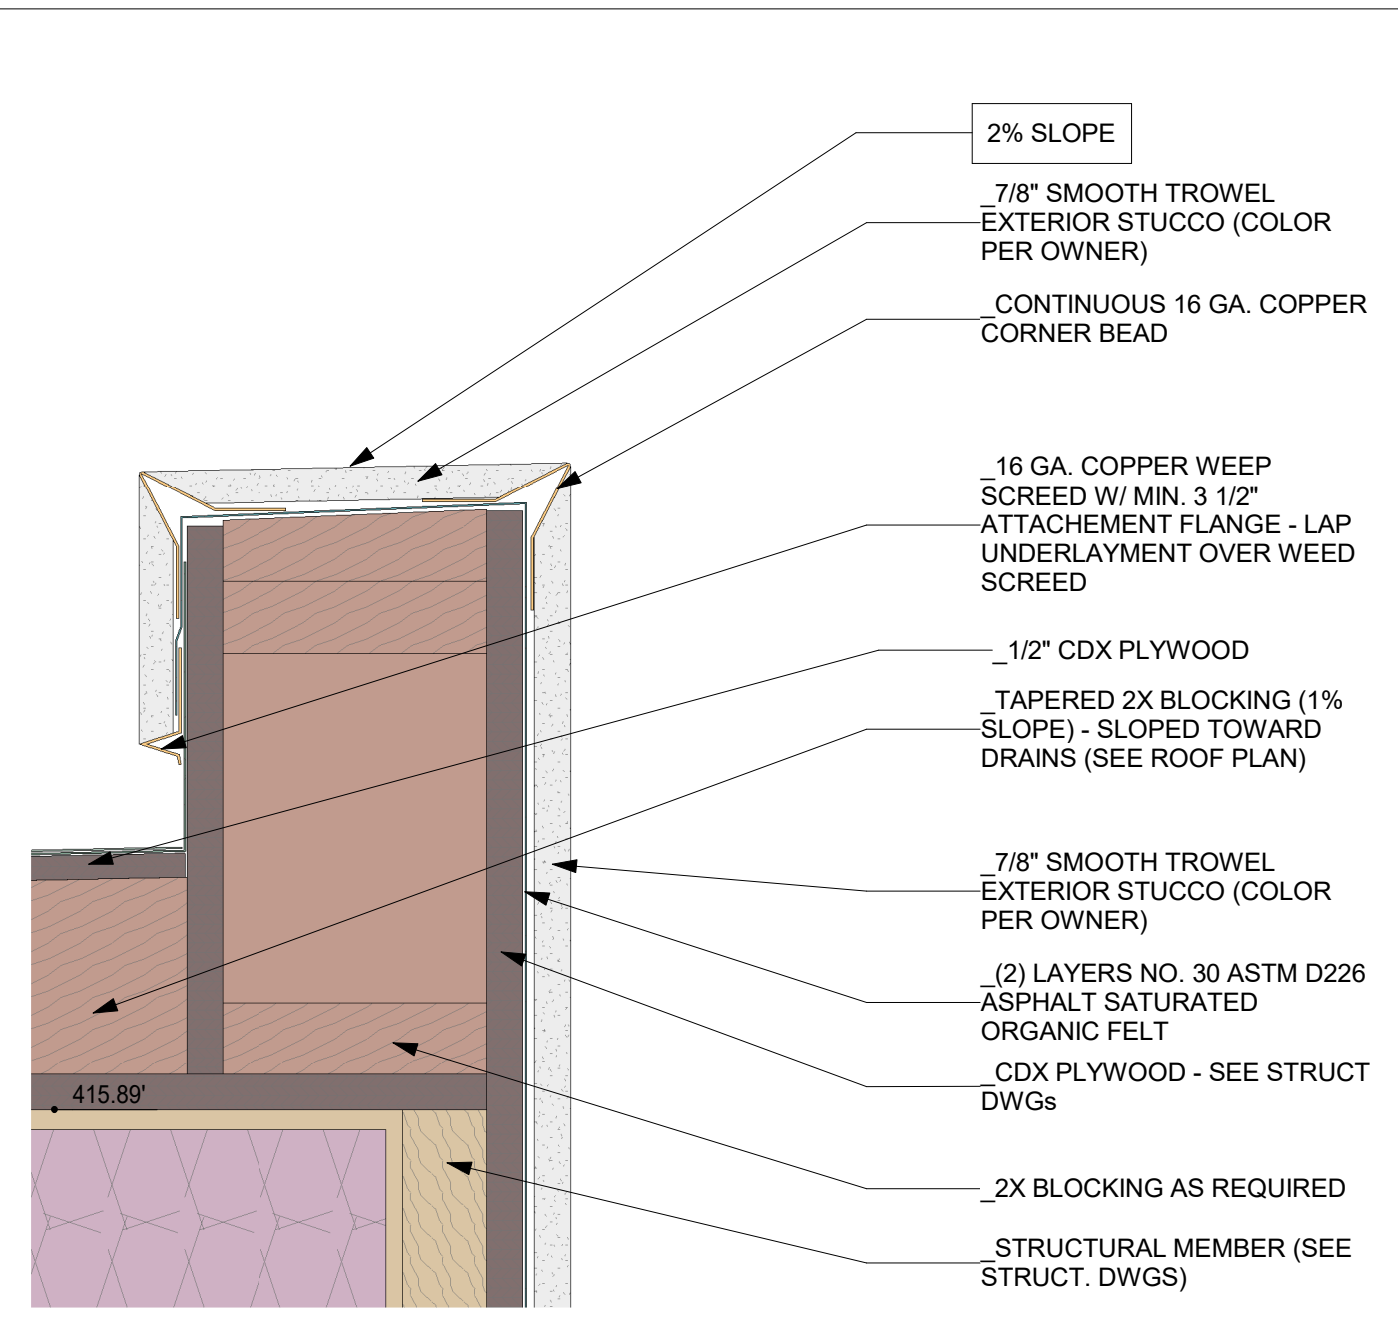 2% SLOPE
_7/8" SMOOTH TROWEL
EXTERIOR STUCCO (COLOR
PER OWNER)
_CONTINUOUS 16 GA. COPPER
CORNER BEAD
_16 GA. COPPER WEEP
SCREED W/ MIN. 3 1/2"
ATTACHEMENT FLANGE - LAP
UNDERLAYMENT OVER WEED
SCREED
_1/2" CDX PLYWOOD
_TAPERED 2X BLOCKING (1%
SLOPE) - SLOPED TOWARD
DRAINS (SEE ROOF PLAN)
_7/8" SMOOTH TROWEL
EXTERIOR STUCCO (COLOR
PER OWNER)
_(2) LAYERS NO. 30 ASTM D226
ASPHALT SATURATED
ORGANIC FELT
_CDX PLYWOOD - SEE STRUCT
DWGs
415.89'
_2X BLOCKING AS REQUIRED
_STRUCTURAL MEMBER (SEE
STRUCT. DWGS)